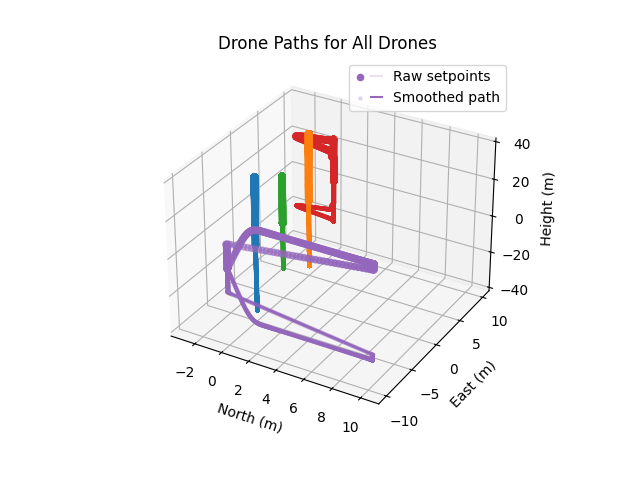 Drone Paths for All Drones
Raw setpoints
Smoothed path
40
20
0
−20
−40
Height (m)
10
5
0
−5
−10
East (m)
−2
0
2
4
6
8
10
North (m)